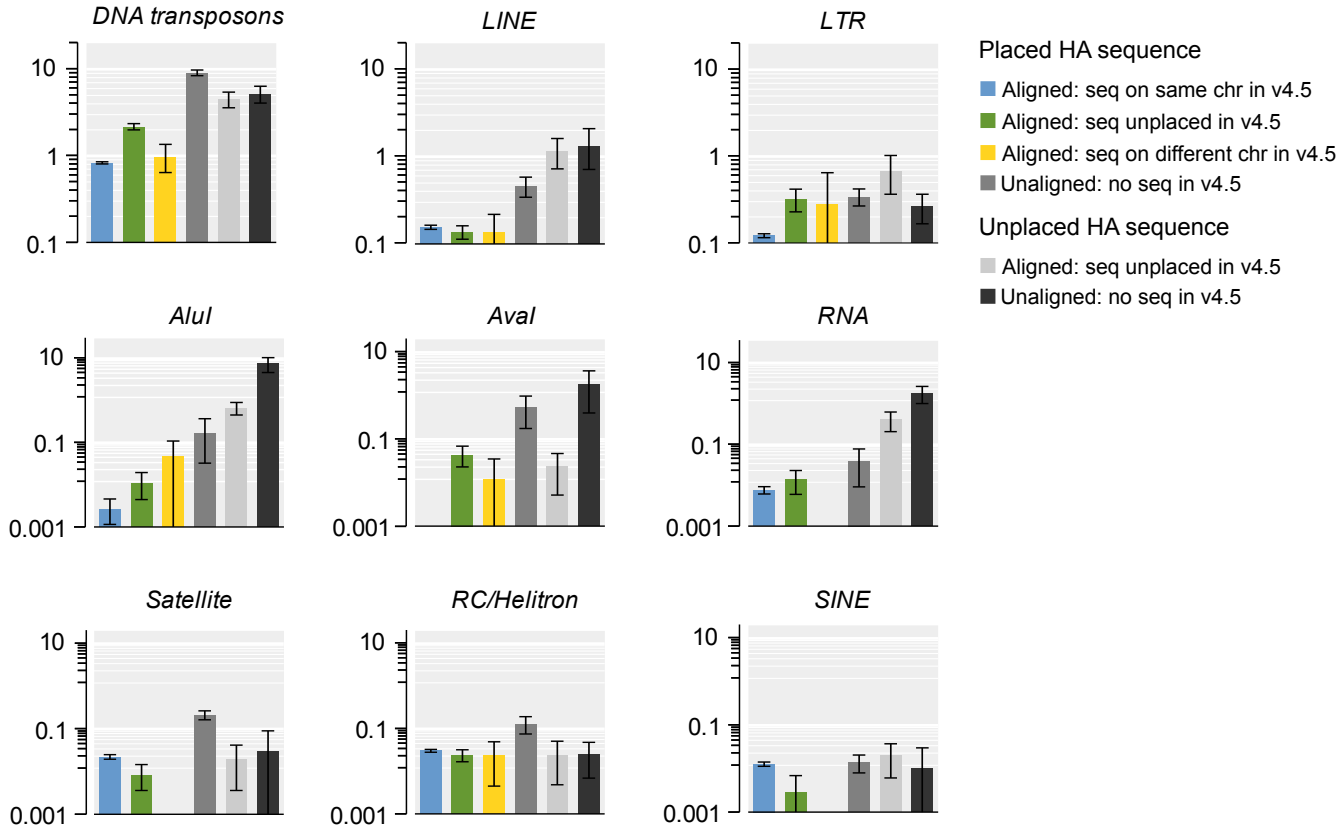 DNA transposons
LINE
LTR
10
1
0.1
10
1
0.1
10
1
0.1
Placed HA sequence
Aligned: seq on same chr in v4.5
Aligned: seq unplaced in v4.5
Aligned: seq on different chr in v4.5
Unaligned: no seq in v4.5
Unplaced HA sequence
Aligned: seq unplaced in v4.5
Unaligned: no seq in v4.5
AluI
AvaI
RNA
10
0.1
0.001
10
0.1
0.001
10
0.1
0.001
Satellite
RC/Helitron
SINE
10
0.1
0.001
10
0.1
0.001
10
0.1
0.001